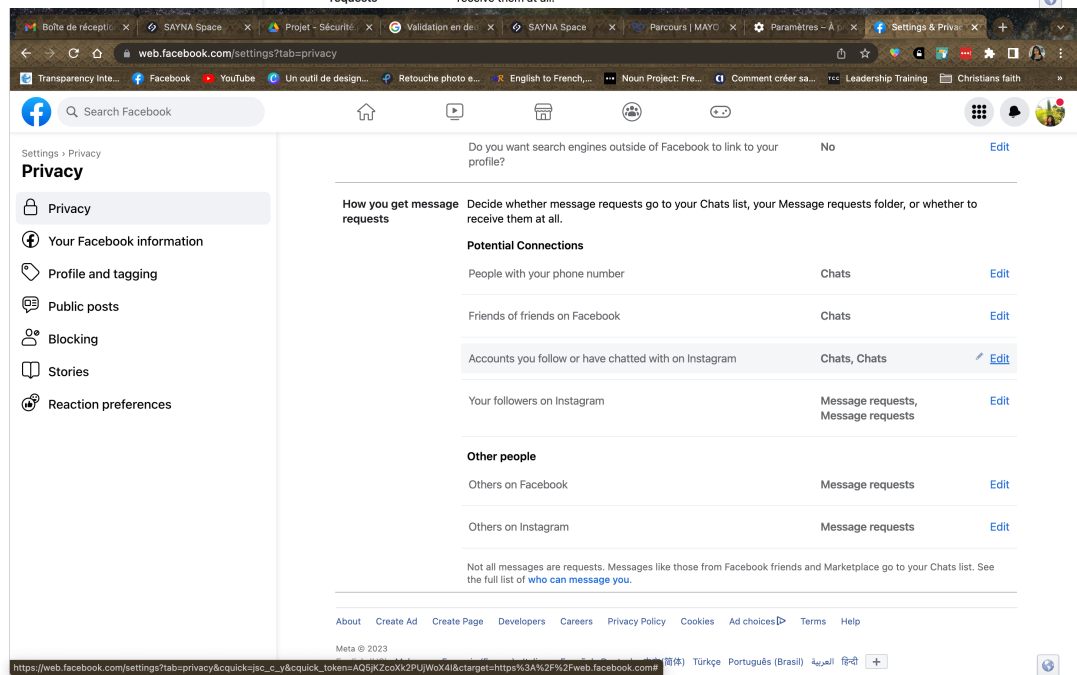 requests receive them at all.
Boîte de réceptio
SAYNA Space
Projet - Sécurité
Validation en de
SAYNA Space
Parcours | MAYO
Paramètres – À p
Settings & Privac
web.facebook.com/settings?tab=privacy
Transparency Inte...
Facebook
YouTube
Un outil de design...
Retouche photo e...
English to French,...
Noun Project: Fre...
Comment créer sa...
Leadership Training
Christians faith
»
Search Facebook
Settings › Privacy
Privacy
Privacy
Your Facebook information
Profile and tagging
Public posts
Blocking
Stories
Reaction preferences
Do you want search engines outside of Facebook to link to your
profile?
No
Edit
How you get message
requests
Decide whether message requests go to your Chats list, your Message requests folder, or whether to
receive them at all.
Potential Connections
People with your phone number
Chats
Edit
Friends of friends on Facebook
Chats
Edit
Accounts you follow or have chatted with on Instagram
Chats, Chats
Edit
Your followers on Instagram
Message requests,
Message requests
Edit
Other people
Others on Facebook
Message requests
Edit
Others on Instagram
Message requests
Edit
Not all messages are requests. Messages like those from Facebook friends and Marketplace go to your Chats list. See
the full list of who can message you.
About Create Ad Create Page Developers Careers Privacy Policy Cookies Ad choices Terms Help
Meta © 2023
(简体) Türkçe Português (Brasil) العربية हिन्दी +
https://web.facebook.com/settings?tab=privacy&cquick=jsc_c_y&cquick_token=AQ5jKZcoXk2PUjWoX4I&ctarget=https%3A%2F%2Fweb.facebook.com#